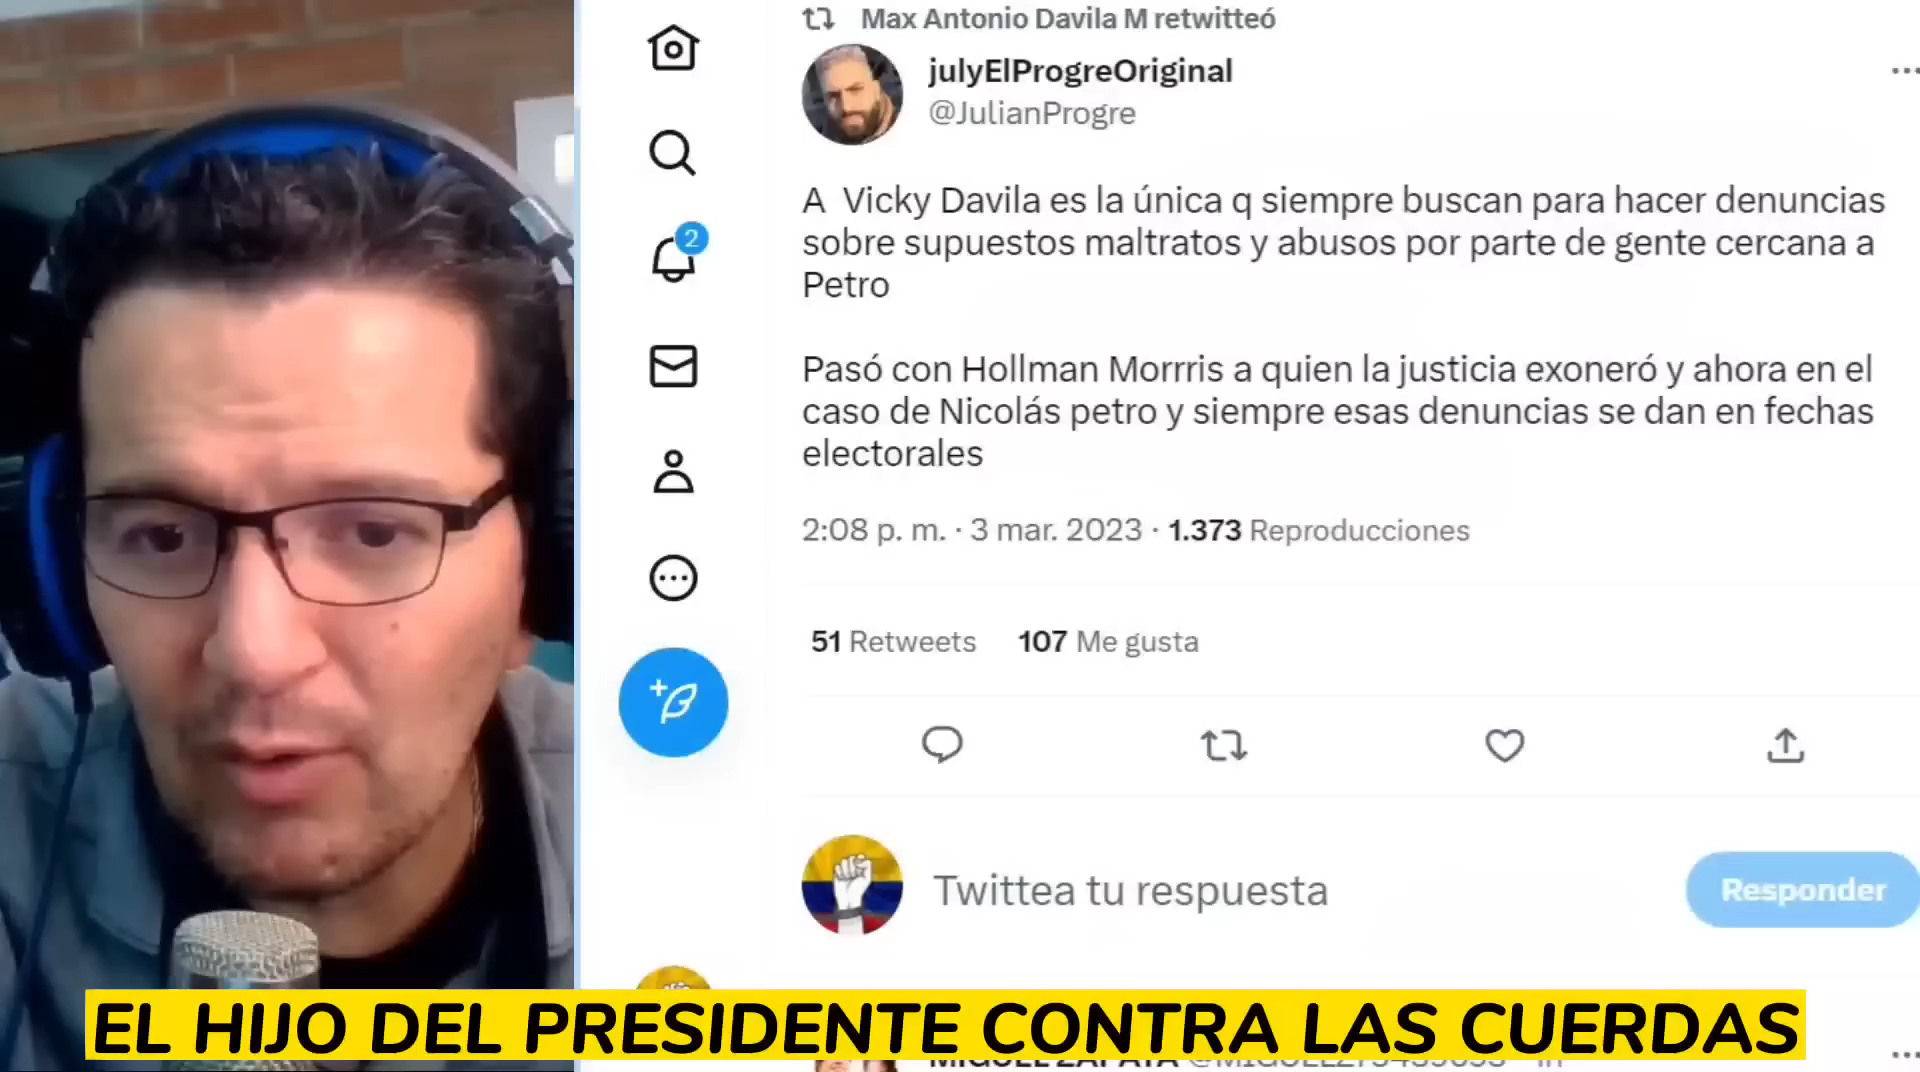 Max Antonio Davila M retwitteó
julyElProgreOriginal
@JulianProgre
A Vicky Davila es la única q siempre buscan para hacer denuncias
sobre supuestos maltratos y abusos por parte de gente cercana a
Petro
Pasó con Hollman Morrris a quien la justicia exoneró y ahora en el
caso de Nicolás petro y siempre esas denuncias se dan en fechas
electorales
2:08 p. m. · 3 mar. 2023 · 1.373 Reproducciones
51 Retweets 107 Me gusta
2
Twittea tu respuesta
Responder
EL HIJO DEL PRESIDENTE CONTRA LAS CUERDAS
MIGUEL ZAPATA